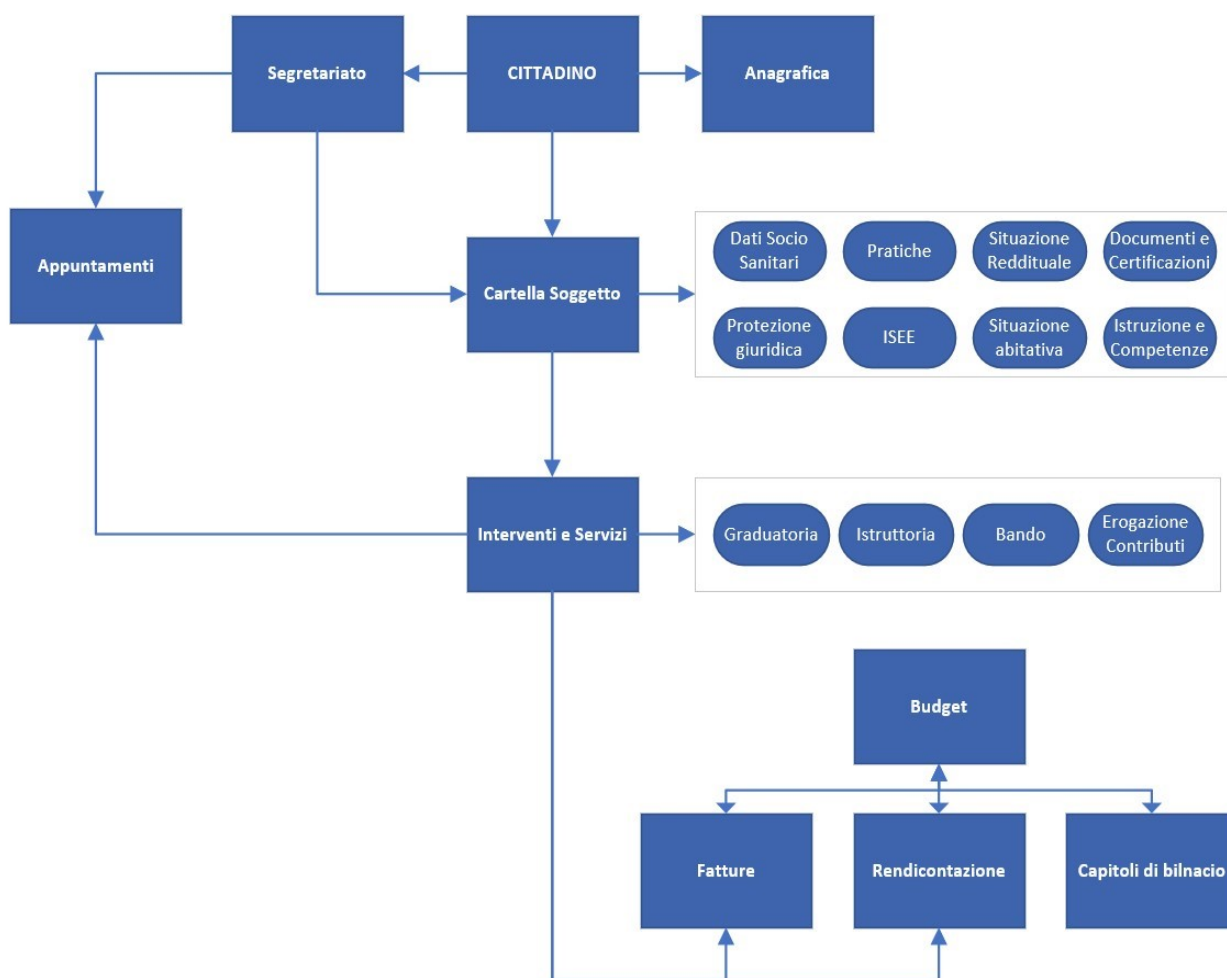 Segretariato
CITTADINO
Anagrafica
Appuntamenti
Cartella Soggetto
Dati Socio
Sanitari
Pratiche
Situazione
Reddituale
Documenti e
Certificazioni
Protezione
giuridica
ISEE
Situazione
abitativa
Istruzione e
Competenze
Interventi e Servizi
Graduatoria
Istruttoria
Bando
Erogazione
Contributi
Budget
Fatture
Rendicontazione
Capitoli di bilnacio